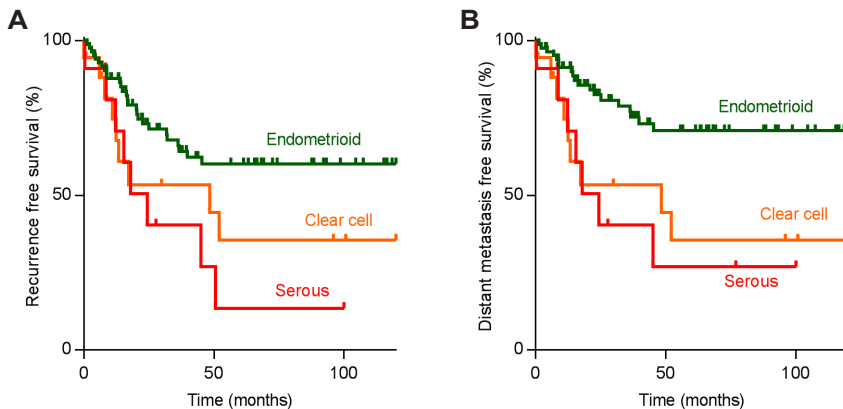 A
Recurrence free survival (%)
100
50
0
Endometrioid
Clear cell
Serous
0 50 100
Time (months)
B
Distant metastasis free survival (%)
100
50
0
Endometrioid
Clear cell
Serous
0 50 100
Time (months)